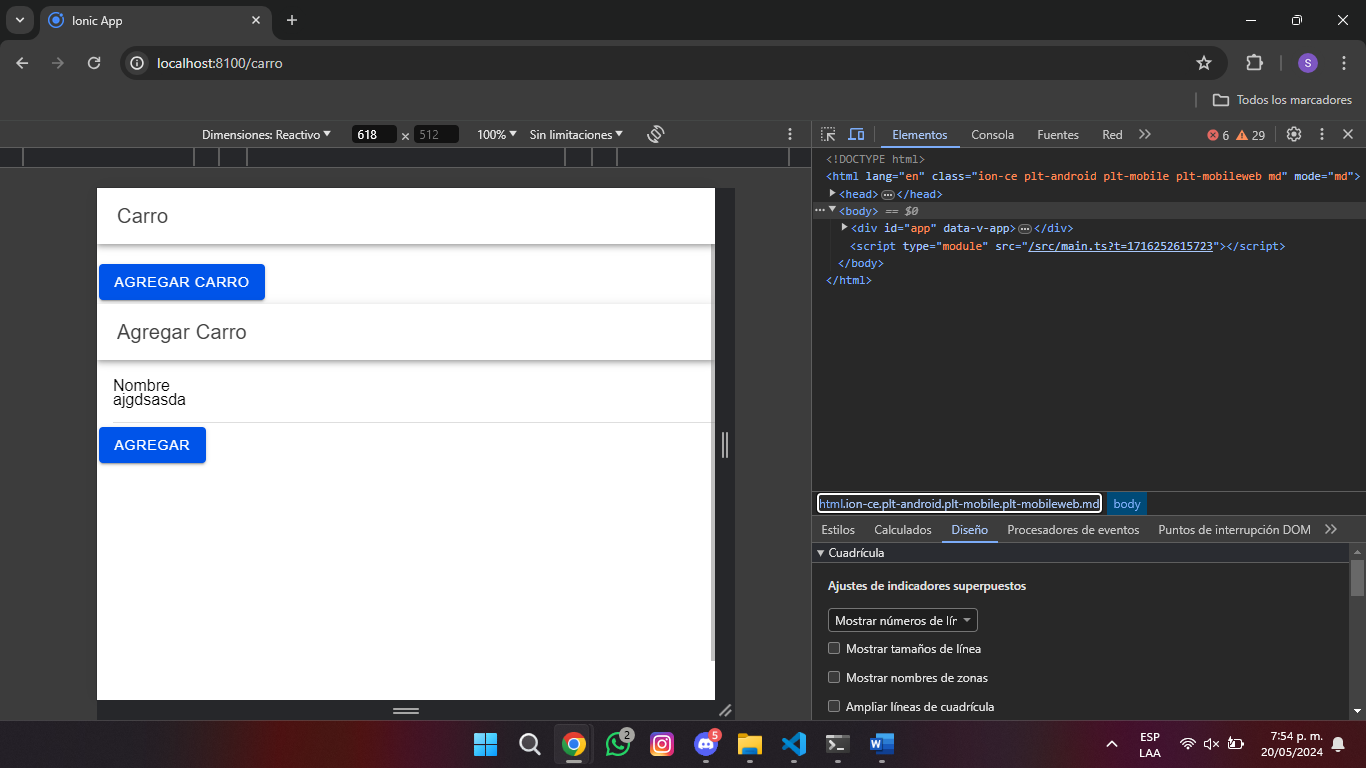 Ionic App
localhost:8100/carro
S
Todos los marcadores
Dimensiones: Reactivo
618 × 512
100%
Sin limitaciones
Elementos
Consola
Fuentes
Red
6
29
Carro
AGREGAR CARRO
Agregar Carro
Nombre
ajgdsasda
AGREGAR
<!DOCTYPE html>
<html lang="en" class="ion-ce plt-android plt-mobile plt-mobileweb md" mode="md">
<head>…</head>
<body> == $0
<div id="app" data-v-app>…</div>
<script type="module" src="/src/main.ts?t=1716252615723"></script>
</body>
</html>
html.ion-ce.plt-android.plt-mobile.plt-mobileweb.md
body
Estilos
Calculados
Diseño
Procesadores de eventos
Puntos de interrupción DOM
Cuadrícula
Ajustes de indicadores superpuestos
Mostrar números de lír
Mostrar tamaños de línea
Mostrar nombres de zonas
Ampliar líneas de cuadrícula
2
5
ESP
LAA
7:54 p. m.
20/05/2024